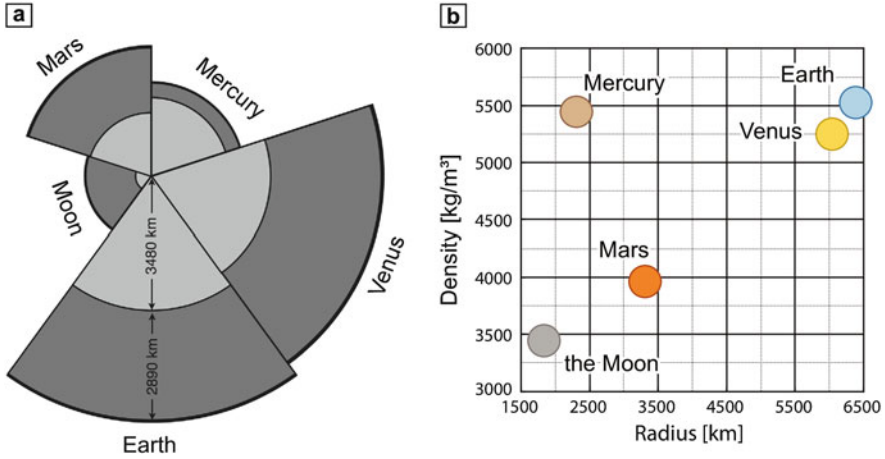 a
Mars
Mercury
Moon
Venus
3480 km
2890 km
Earth
b
6000
5500
5000
4500
4000
3500
3000
Density [kg/m³]
Mercury
Earth
Venus
Mars
the Moon
1500 2500 3500 4500 5500 6500
Radius [km]